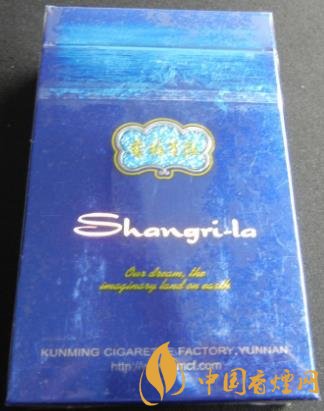 Shangri-la
Our dream, the
imaginary land on earth
KUNMING CIGARETTE FACTORY, YUNNAN
中国香烟网